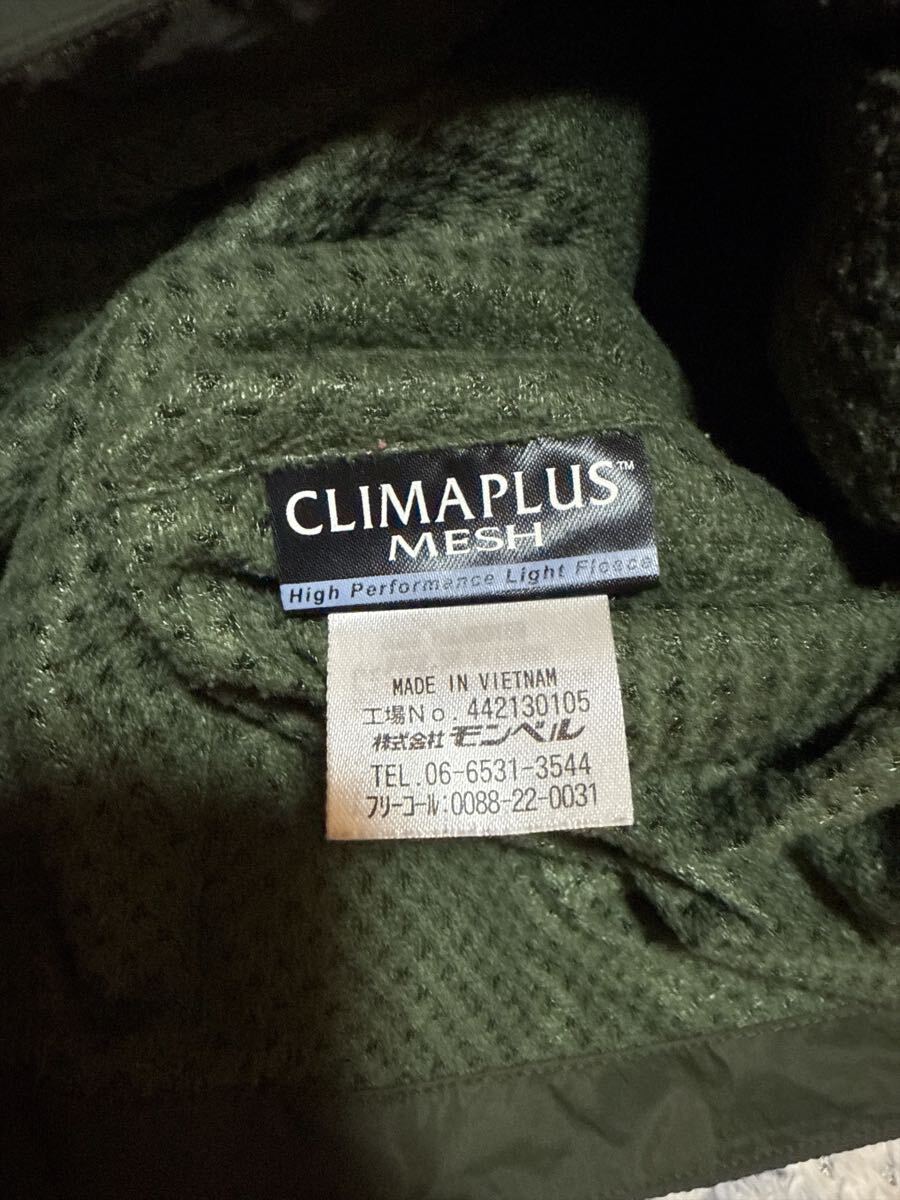 CLIMAPLUS™
MESH
High Performance Light Fleece
MADE IN VIETNAM
工場No.442130105
株式会社 モンベル
TEL.06-6531-3544
フリーコール:0088-22-0031